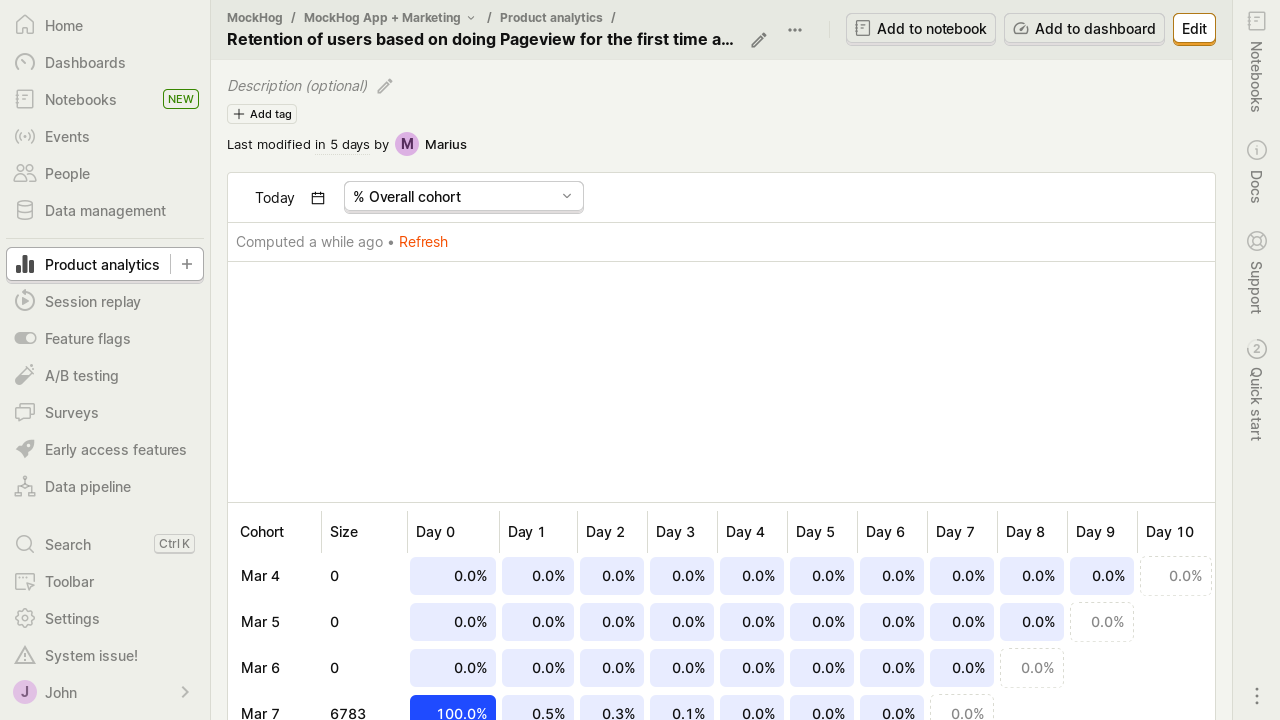 Home
Dashboards
Notebooks NEW
Events
People
Data management
Product analytics
Session replay
Feature flags
A/B testing
Surveys
Early access features
Data pipeline
Search Ctrl K
Toolbar
Settings
System issue!
J John
MockHog / MockHog App + Marketing / Product analytics /
Retention of users based on doing Pageview for the first time a...
Add to notebook Add to dashboard Edit
Description (optional)
Add tag
Last modified in 5 days by M Marius
Today % Overall cohort
Computed a while ago • Refresh
Cohort Size Day 0 Day 1 Day 2 Day 3 Day 4 Day 5 Day 6 Day 7 Day 8 Day 9 Day 10
Mar 4 0 0.0% 0.0% 0.0% 0.0% 0.0% 0.0% 0.0% 0.0% 0.0% 0.0% 0.0%
Mar 5 0 0.0% 0.0% 0.0% 0.0% 0.0% 0.0% 0.0% 0.0% 0.0% 0.0%
Mar 6 0 0.0% 0.0% 0.0% 0.0% 0.0% 0.0% 0.0% 0.0% 0.0%
Mar 7 6783 100.0% 0.5% 0.3% 0.1% 0.0% 0.0% 0.0% 0.0%
Notebooks
Docs
Support
2
Quick start